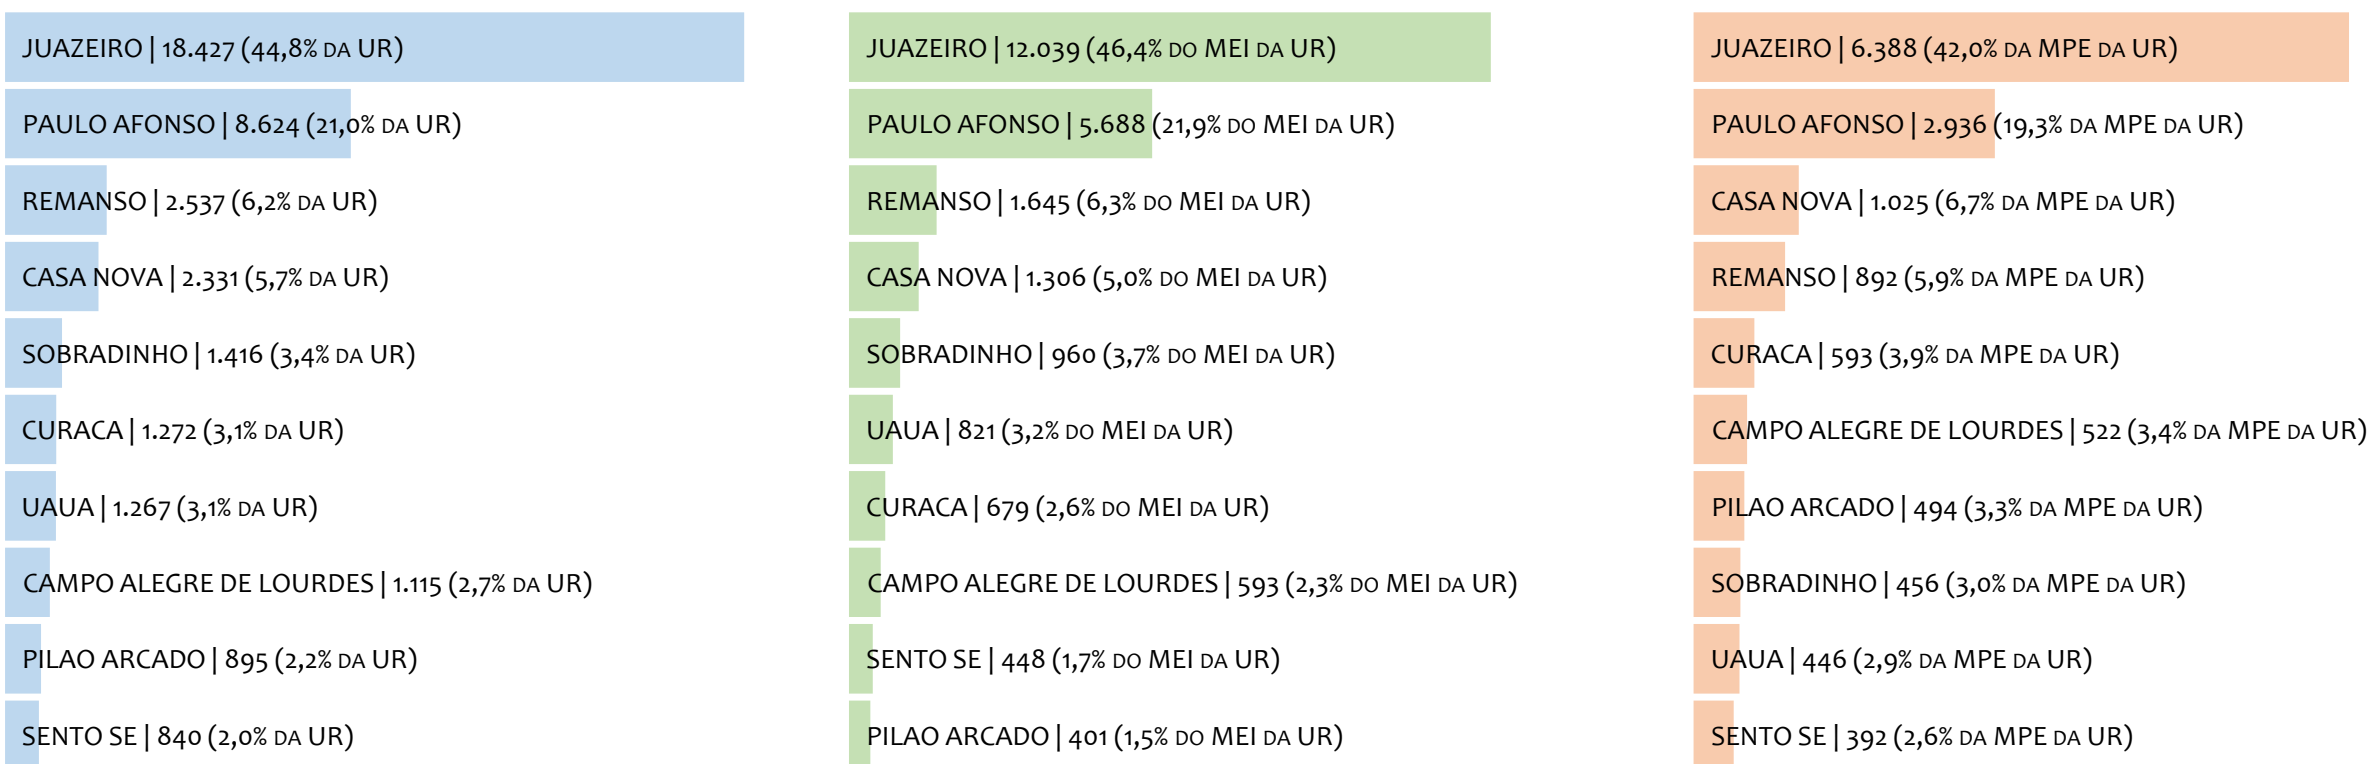 JUAZEIRO | 18.427 (44,8% DA UR)
PAULO AFONSO | 8.624 (21,0% DA UR)
REMANSO | 2.537 (6,2% DA UR)
CASA NOVA | 2.331 (5,7% DA UR)
SOBRADINHO | 1.416 (3,4% DA UR)
CURACA | 1.272 (3,1% DA UR)
UAUA | 1.267 (3,1% DA UR)
CAMPO ALEGRE DE LOURDES | 1.115 (2,7% DA UR)
PILAO ARCADO | 895 (2,2% DA UR)
SENTO SE | 840 (2,0% DA UR)
JUAZEIRO | 12.039 (46,4% DO MEI DA UR)
PAULO AFONSO | 5.688 (21,9% DO MEI DA UR)
REMANSO | 1.645 (6,3% DO MEI DA UR)
CASA NOVA | 1.306 (5,0% DO MEI DA UR)
SOBRADINHO | 960 (3,7% DO MEI DA UR)
UAUA | 821 (3,2% DO MEI DA UR)
CURACA | 679 (2,6% DO MEI DA UR)
CAMPO ALEGRE DE LOURDES | 593 (2,3% DO MEI DA UR)
SENTO SE | 448 (1,7% DO MEI DA UR)
PILAO ARCADO | 401 (1,5% DO MEI DA UR)
JUAZEIRO | 6.388 (42,0% DA MPE DA UR)
PAULO AFONSO | 2.936 (19,3% DA MPE DA UR)
CASA NOVA | 1.025 (6,7% DA MPE DA UR)
REMANSO | 892 (5,9% DA MPE DA UR)
CURACA | 593 (3,9% DA MPE DA UR)
CAMPO ALEGRE DE LOURDES | 522 (3,4% DA MPE DA UR)
PILAO ARCADO | 494 (3,3% DA MPE DA UR)
SOBRADINHO | 456 (3,0% DA MPE DA UR)
UAUA | 446 (2,9% DA MPE DA UR)
SENTO SE | 392 (2,6% DA MPE DA UR)